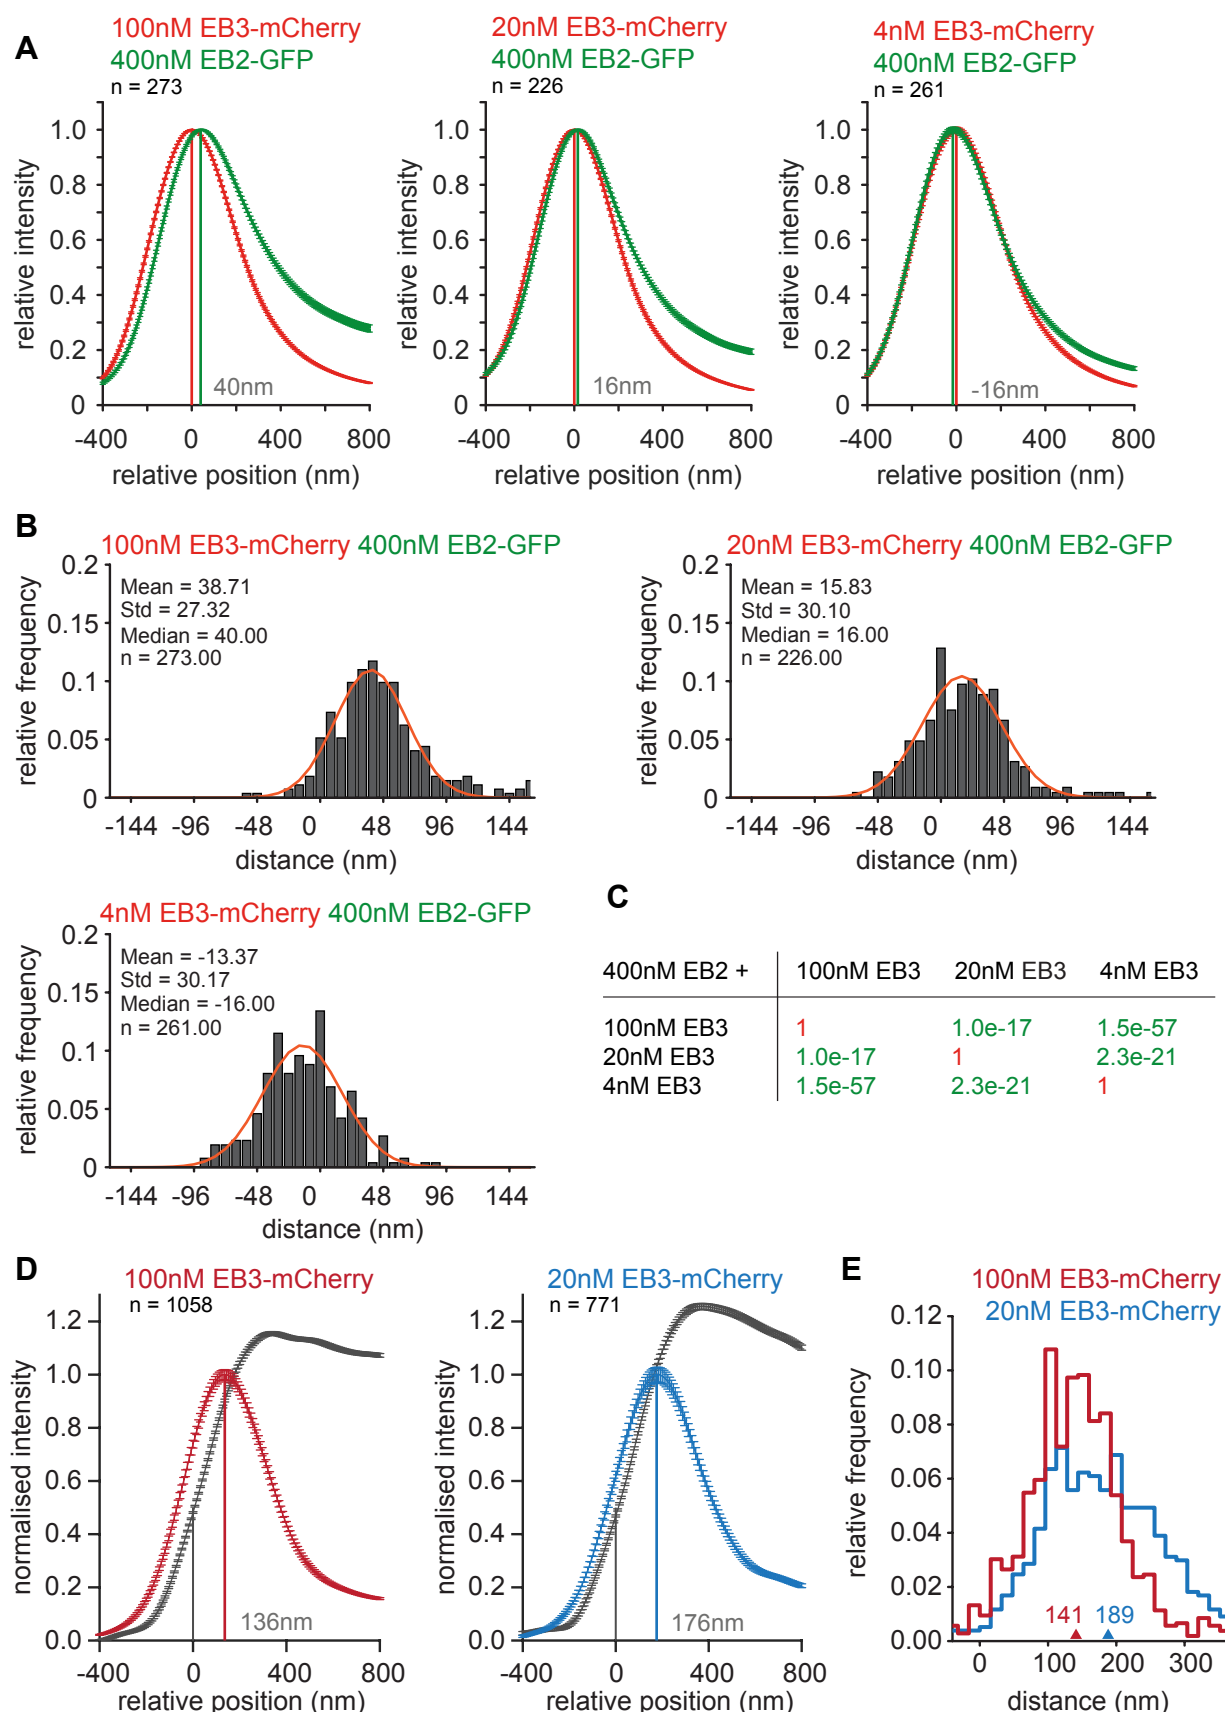 A
100nM EB3-mCherry
400nM EB2-GFP
n = 273
relative intensity
1.0
0.8
0.6
0.4
0.2
0
40nm
-400 0 400 800
relative position (nm)
20nM EB3-mCherry
400nM EB2-GFP
n = 226
relative intensity
1.0
0.8
0.6
0.4
0.2
0
16nm
-400 0 400 800
relative position (nm)
4nM EB3-mCherry
400nM EB2-GFP
n = 261
relative intensity
1.0
0.8
0.6
0.4
0.2
0
-16nm
-400 0 400 800
relative position (nm)
B
100nM EB3-mCherry 400nM EB2-GFP
relative frequency
0.2
0.15
0.1
0.05
0
Mean = 38.71
Std = 27.32
Median = 40.00
n = 273.00
-144 -96 -48 0 48 96 144
distance (nm)
20nM EB3-mCherry 400nM EB2-GFP
relative frequency
0.2
0.15
0.1
0.05
0
Mean = 15.83
Std = 30.10
Median = 16.00
n = 226.00
-144 -96 -48 0 48 96 144
distance (nm)
4nM EB3-mCherry 400nM EB2-GFP
relative frequency
0.2
0.15
0.1
0.05
0
Mean = -13.37
Std = 30.17
Median = -16.00
n = 261.00
-144 -96 -48 0 48 96 144
distance (nm)
C
400nM EB2 + 100nM EB3 20nM EB3 4nM EB3
100nM EB3 1 1.0e-17 1.5e-57
20nM EB3 1.0e-17 1 2.3e-21
4nM EB3 1.5e-57 2.3e-21 1
D
100nM EB3-mCherry
n = 1058
normalised intensity
1.2
1.0
0.8
0.6
0.4
0.2
0.0
136nm
-400 0 400 800
relative position (nm)
20nM EB3-mCherry
n = 771
normalised intensity
1.2
1.0
0.8
0.6
0.4
0.2
0.0
176nm
-400 0 400 800
relative position (nm)
E
100nM EB3-mCherry
20nM EB3-mCherry
relative frequency
0.12
0.10
0.08
0.06
0.04
0.02
0.00
141 189
0 100 200 300
distance (nm)